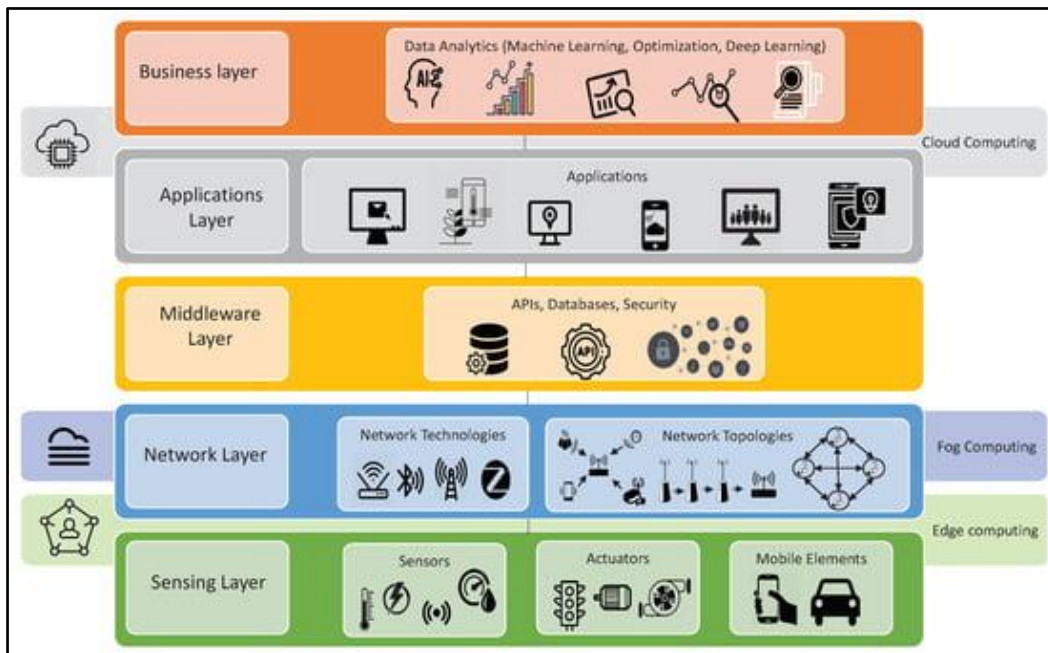 Data Analytics (Machine Learning, Optimization, Deep Learning)
Business layer
AI
Cloud Computing
Applications
Applications
Layer
APIs, Databases, Security
Middleware
Layer
API
Network Technologies
Network Topologies
Network Layer
Z
Fog Computing
Edge computing
Sensors
Actuators
Mobile Elements
Sensing Layer